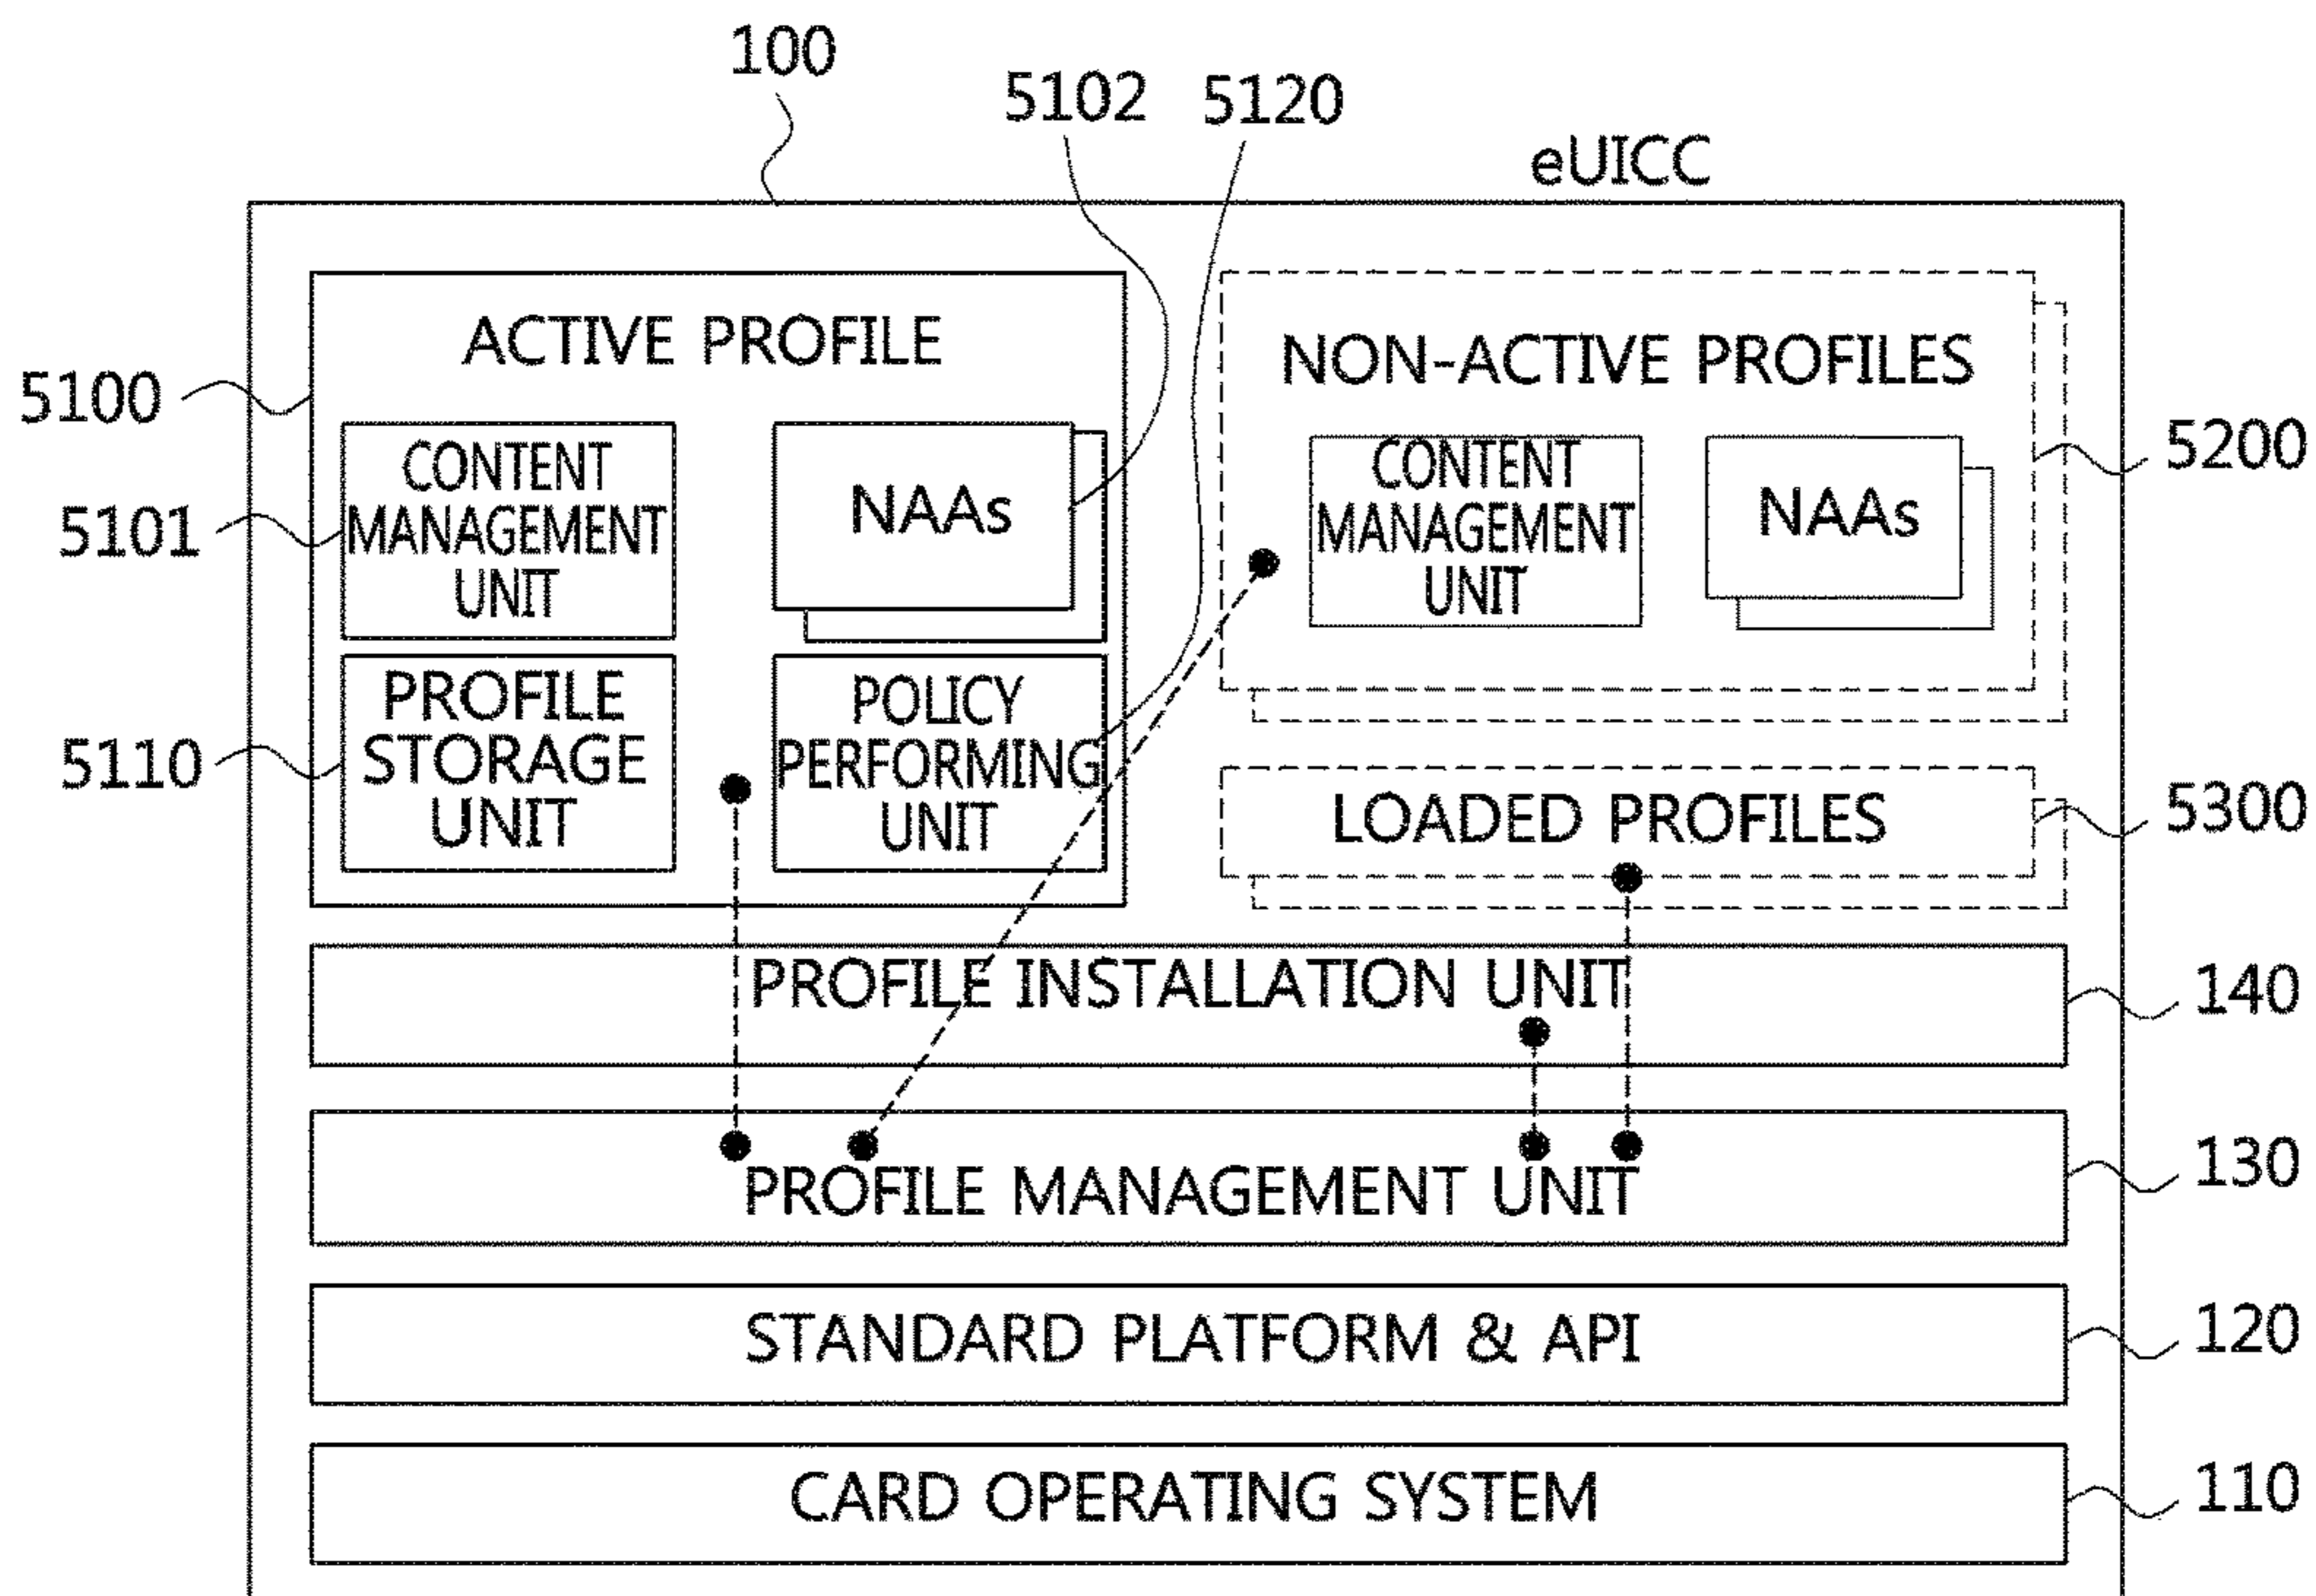 100
5102
5120
eUICC
ACTIVE PROFILE
NON-ACTIVE PROFILES
5100
5200
CONTENT
MANAGEMENT
UNIT
NAAs
CONTENT
MANAGEMENT
UNIT
NAAs
5101
PROFILE
STORAGE
UNIT
POLICY
PERFORMING
UNIT
5110
LOADED PROFILES
5300
PROFILE INSTALLATION UNIT
140
PROFILE MANAGEMENT UNIT
130
STANDARD PLATFORM & API
120
CARD OPERATING SYSTEM
110